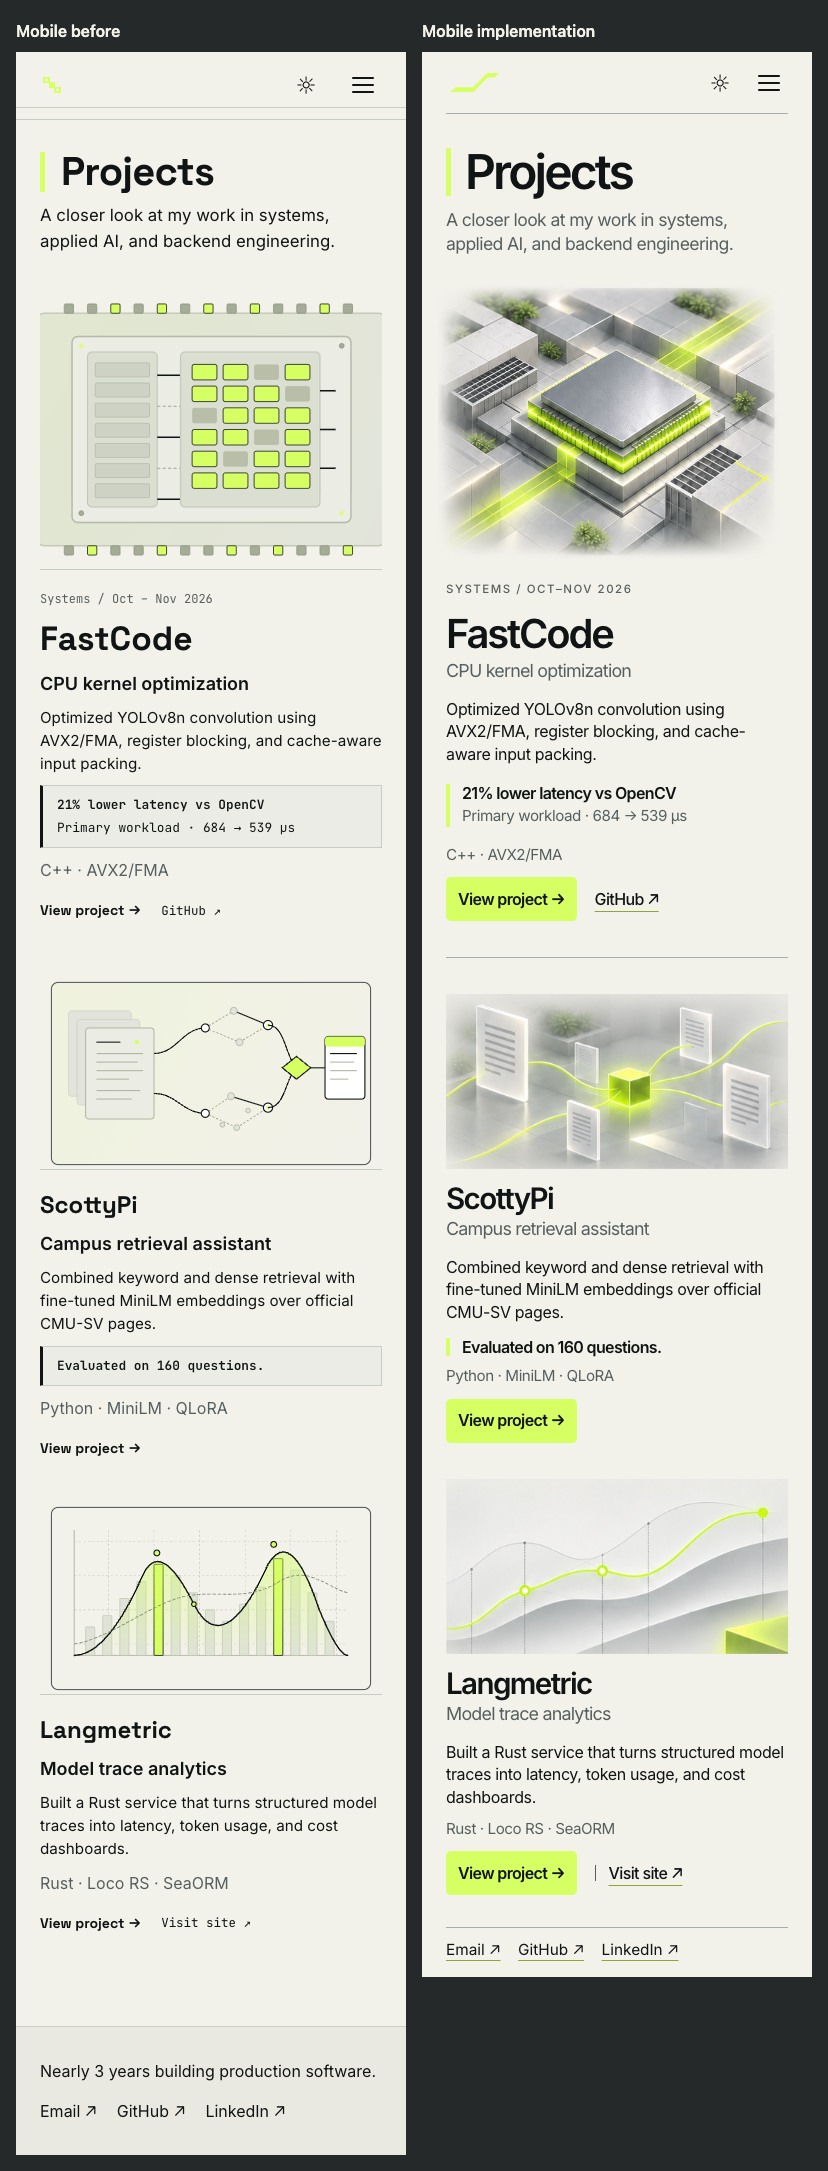 Mobile before
Projects
A closer look at my work in systems,
applied AI, and backend engineering.
Systems / Oct – Nov 2026
FastCode
CPU kernel optimization
Optimized YOLOv8n convolution using
AVX2/FMA, register blocking, and cache-aware
input packing.
21% lower latency vs OpenCV
Primary workload · 684 → 539 μs
C++ · AVX2/FMA
View project → GitHub ↗
ScottyPi
Campus retrieval assistant
Combined keyword and dense retrieval with
fine-tuned MiniLM embeddings over official
CMU-SV pages.
Evaluated on 160 questions.
Python · MiniLM · QLoRA
View project →
Langmetric
Model trace analytics
Built a Rust service that turns structured model
traces into latency, token usage, and cost
dashboards.
Rust · Loco RS · SeaORM
View project → Visit site ↗
Nearly 3 years building production software.
Email ↗ GitHub ↗ LinkedIn ↗
Mobile implementation
Projects
A closer look at my work in systems,
applied AI, and backend engineering.
SYSTEMS / OCT–NOV 2026
FastCode
CPU kernel optimization
Optimized YOLOv8n convolution using
AVX2/FMA, register blocking, and cache-
aware input packing.
21% lower latency vs OpenCV
Primary workload · 684 → 539 μs
C++ · AVX2/FMA
View project → GitHub ↗
ScottyPi
Campus retrieval assistant
Combined keyword and dense retrieval with
fine-tuned MiniLM embeddings over official
CMU-SV pages.
Evaluated on 160 questions.
Python · MiniLM · QLoRA
View project →
Langmetric
Model trace analytics
Built a Rust service that turns structured model
traces into latency, token usage, and cost
dashboards.
Rust · Loco RS · SeaORM
View project → | Visit site ↗
Email ↗ GitHub ↗ LinkedIn ↗